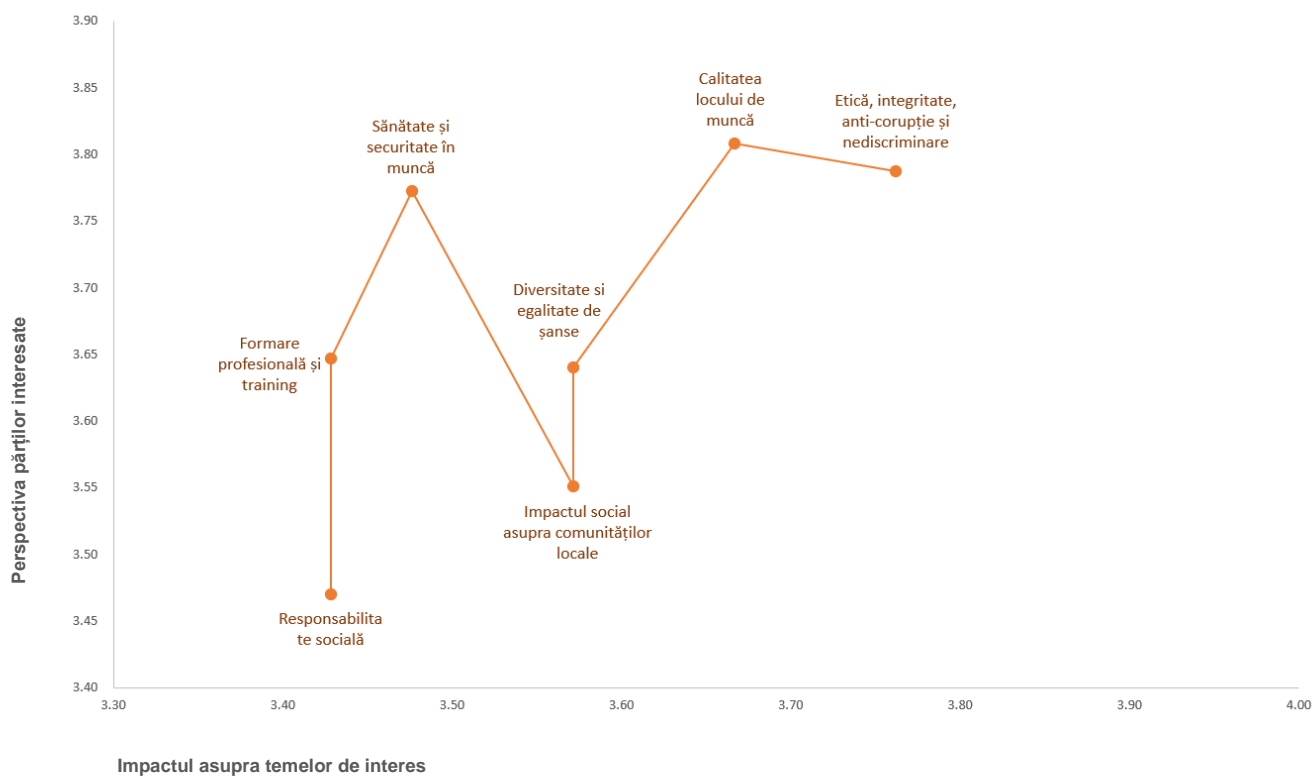 3.90
3.85
3.80
3.75
3.70
3.65
3.60
3.55
3.50
3.45
3.40
Perspectiva părților interesate
Formare
profesională și
training
Responsabilita
te socială
Sănătate și
securitate în
muncă
Diversitate si
egalitate de
șanse
Impactul social
asupra comunităților
locale
Calitatea
locului de
muncă
Etică, integritate,
anti-corupție și
nediscriminare
3.30
3.40
3.50
3.60
3.70
3.80
3.90
4.00
Impactul asupra temelor de interes